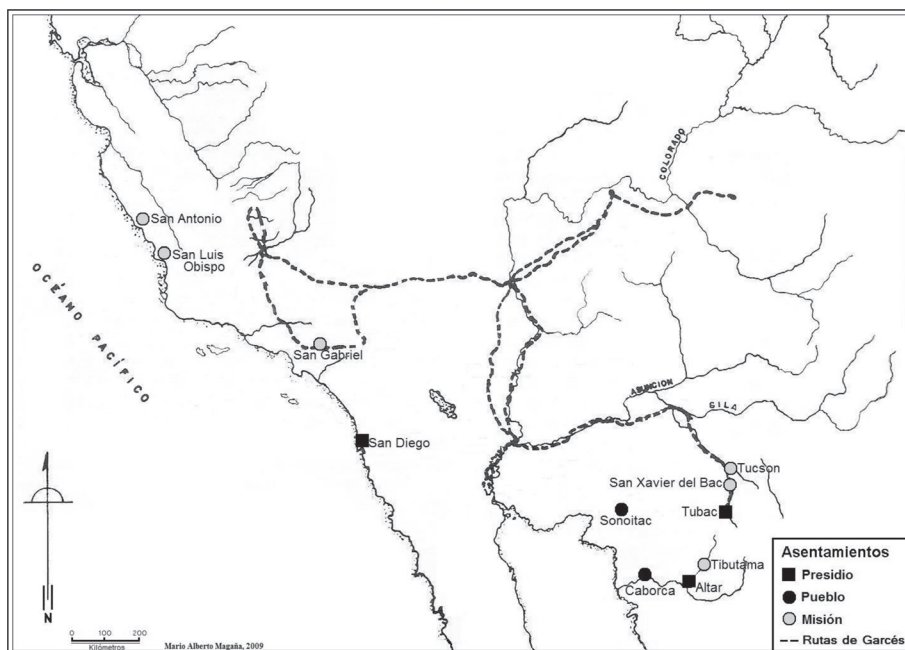 COLORADO
San Antonio
San Luis
Obispo
OCÉANO PACÍFICO
San Gabriel
ASUNCION
GILA
San Diego
Tucson
San Xavier del Bac
Tubac
Sonoitac
Tibutama
Caborca
Altar
N
0 100 200
Kilómetros
Mario Alberto Magaña, 2009
Asentamientos
Presidio
Pueblo
Misión
Rutas de Garcés